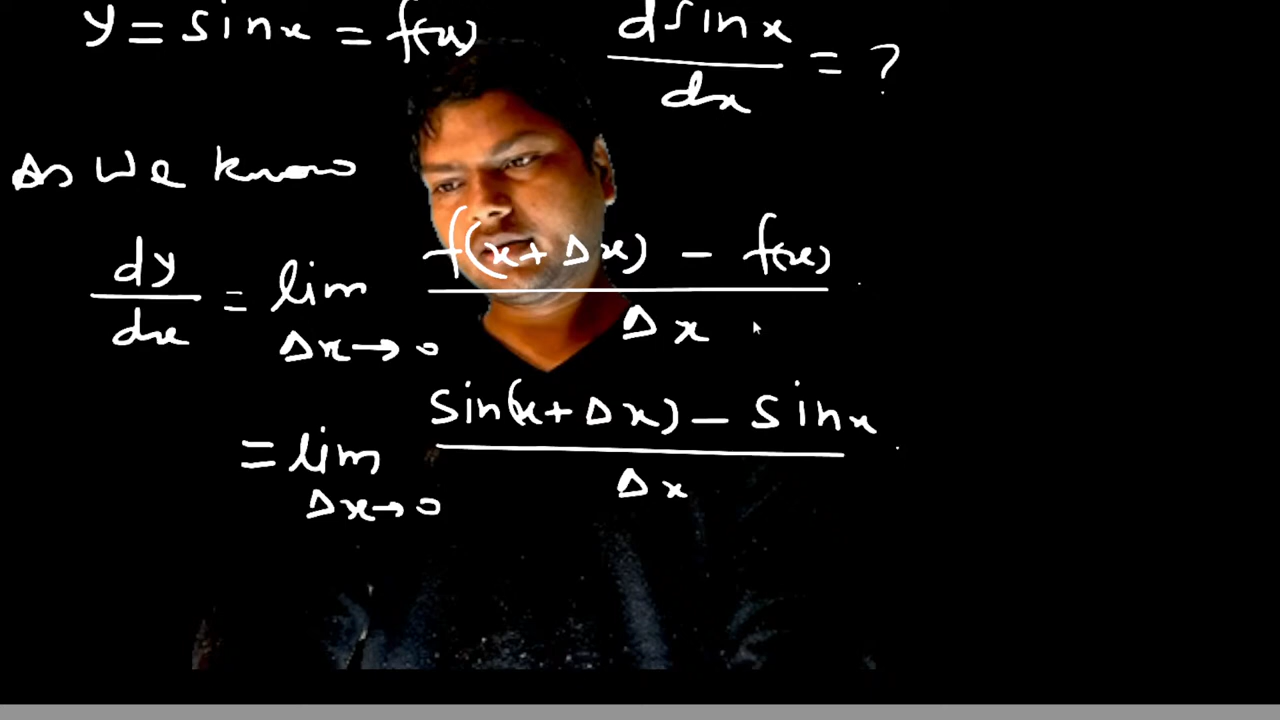 y = sinx = f(x) dsinx/dx = ?
As We know
dy/dx = lim Δx→0 f(x+Δx) - f(x) / Δx
= lim Δx→0 sin(x+Δx) - sinx / Δx